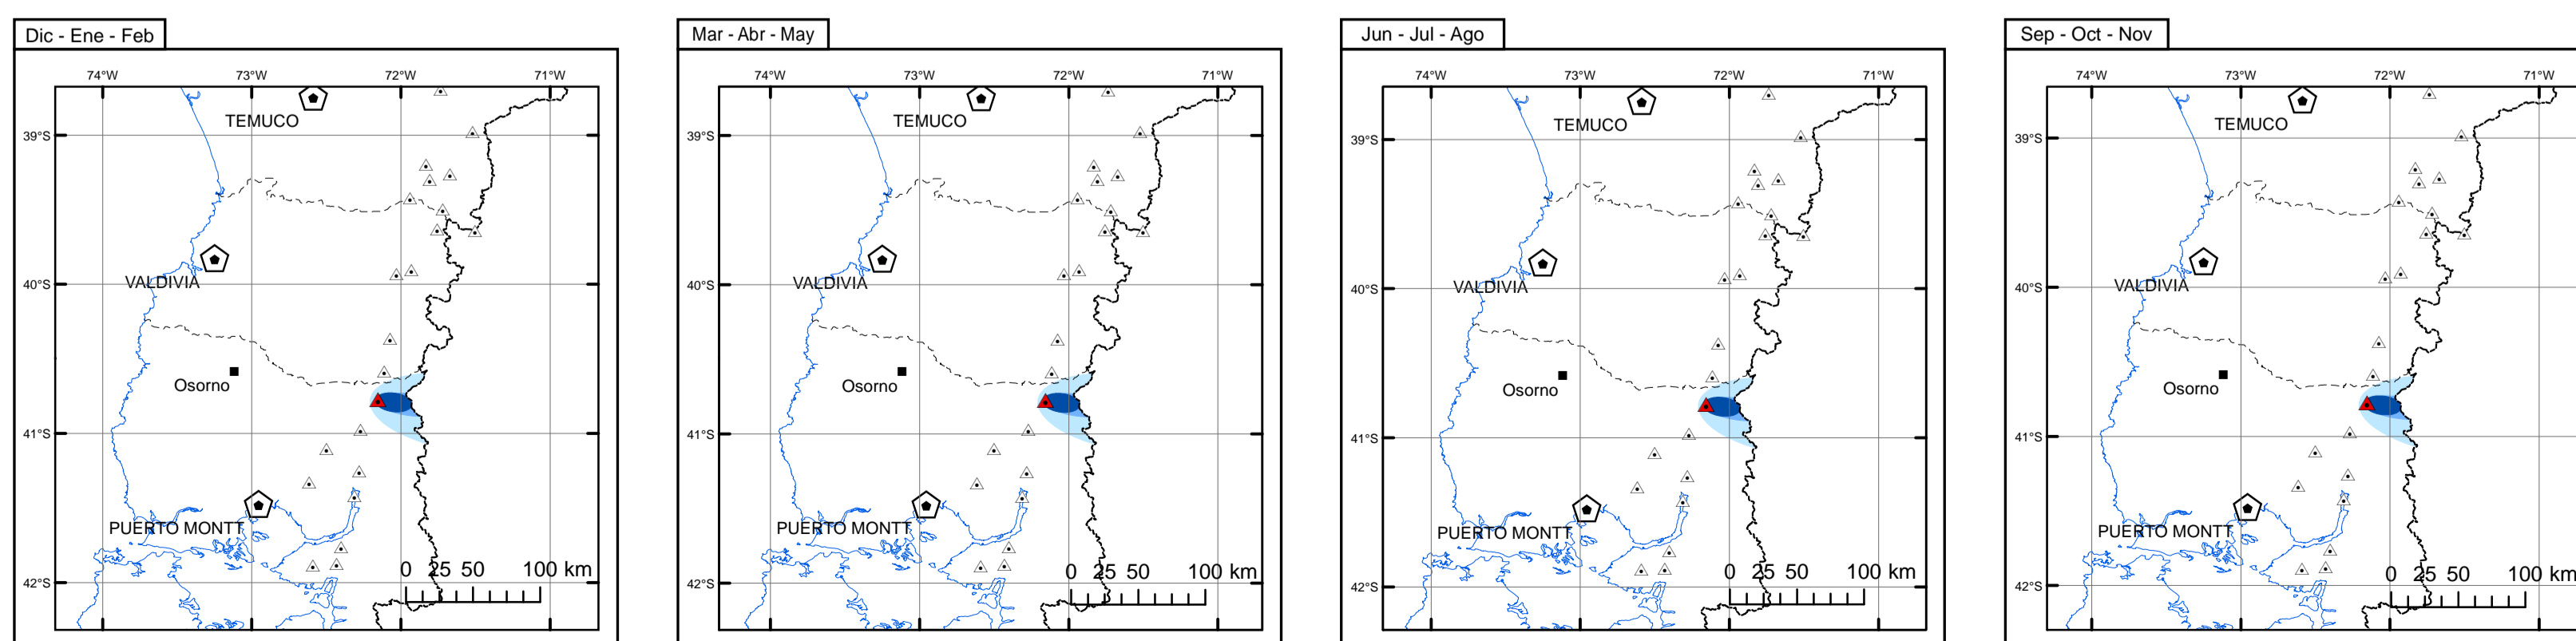 Dic - Ene - Feb
74°W 73°W 72°W 71°W
TEMUCO
39°S
VALDIVIA
40°S
Osorno
41°S
PUERTO MONTT
0 25 50 100 km
42°S
Mar - Abr - May
74°W 73°W 72°W 71°W
TEMUCO
39°S
VALDIVIA
40°S
Osorno
41°S
PUERTO MONTT
0 25 50 100 km
42°S
Jun - Jul - Ago
74°W 73°W 72°W 71°W
TEMUCO
39°S
VALDIVIA
40°S
Osorno
41°S
PUERTO MONTT
0 25 50 100 km
42°S
Sep - Oct - Nov
74°W 73°W 72°W 71°W
TEMUCO
39°S
VALDIVIA
40°S
Osorno
41°S
PUERTO MONTT
0 25 50 100 km
42°S